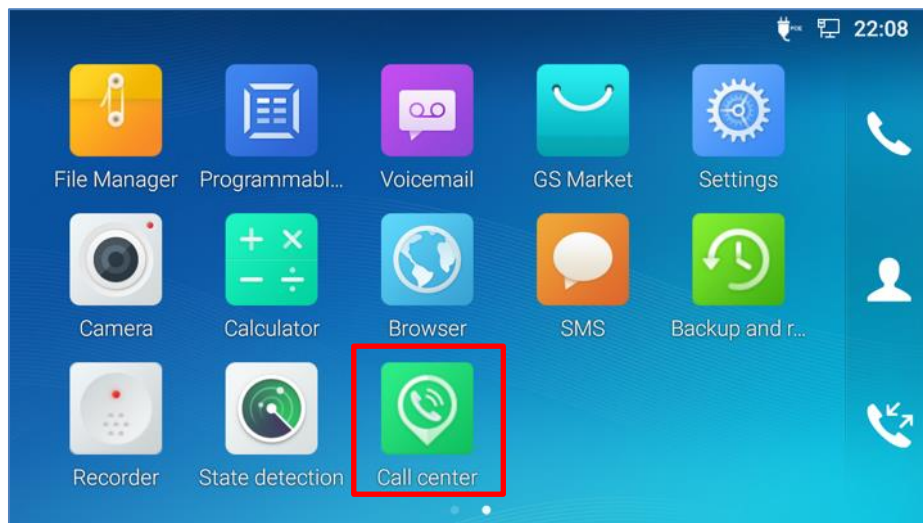 22:08
File Manager Programmabl... Voicemail GS Market Settings
Camera Calculator Browser SMS Backup and r...
Recorder State detection Call center